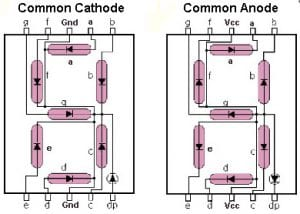 Common Cathode
Common Anode
g f Gnd a b
g f Vcc a b
a
a
f
b
f
b
g
g
e
d
c
e
d
c
e d Gnd c dp
e d Vcc c dp